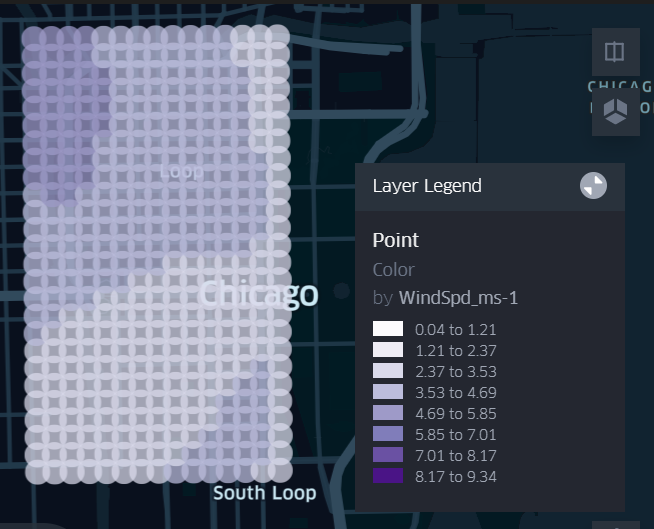 CHICAG
Loop
Chicago
South Loop
Layer Legend
Point
Color
by WindSpd_ms-1
0.04 to 1.21
1.21 to 2.37
2.37 to 3.53
3.53 to 4.69
4.69 to 5.85
5.85 to 7.01
7.01 to 8.17
8.17 to 9.34